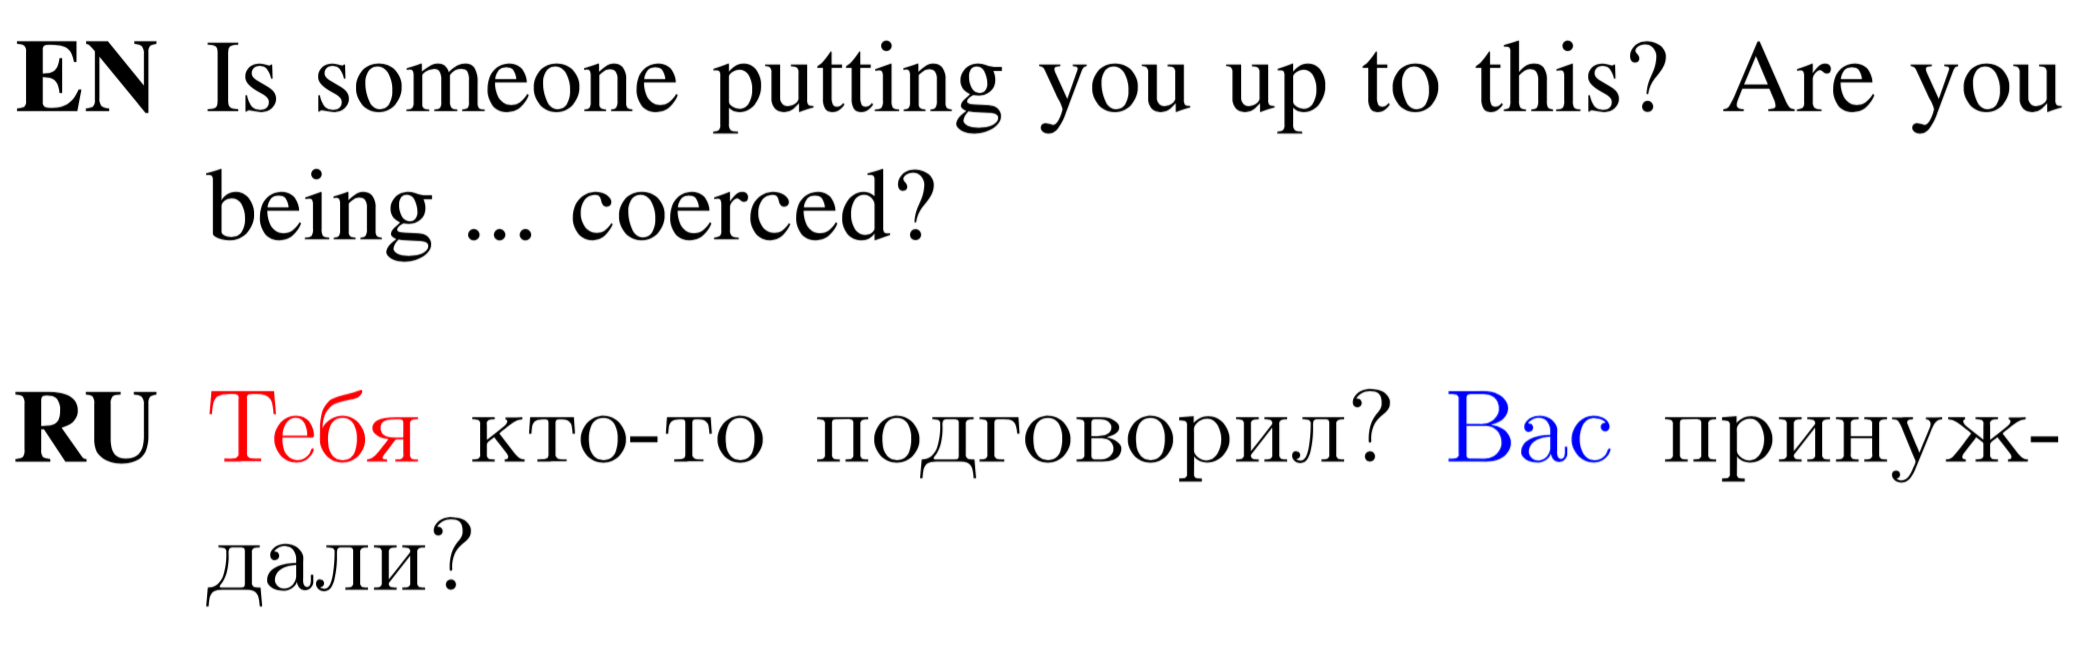 EN Is someone putting you up to this? Are you
being ... coerced?
RU Тебя кто-то подговорил? Вас принуж-
дали?